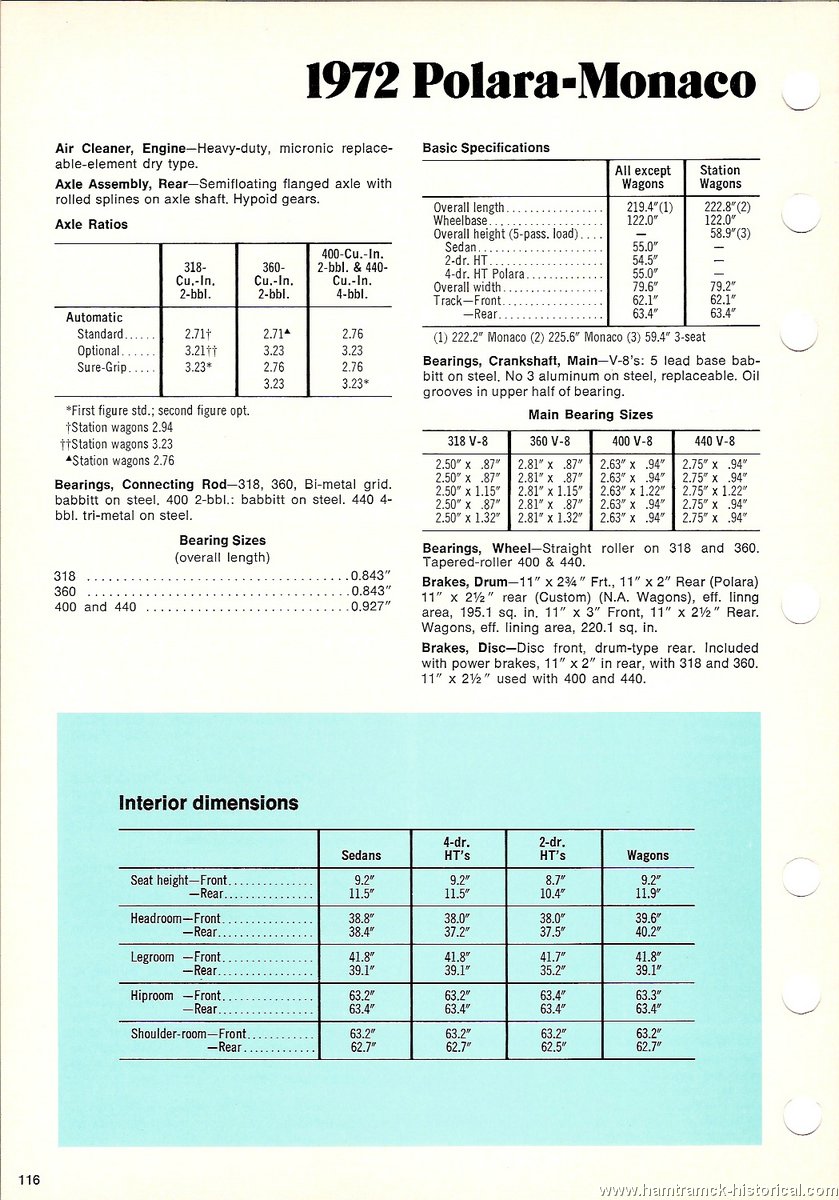 1972 Polara-Monaco
Air Cleaner, Engine—Heavy-duty, micronic replace-
able-element dry type.
Axle Assembly, Rear—Semifloating flanged axle with
rolled splines on axle shaft. Hypoid gears.
Axle Ratios
318-
Cu.-In.
2-bbl.
360-
Cu.-In.
2-bbl.
400-Cu.-In.
2-bbl. & 440-
Cu.-In.
4-bbl.
Automatic
Standard...... 2.71† 2.71▲ 2.76
Optional...... 3.21†† 3.23 3.23
Sure-Grip..... 3.23* 2.76 2.76
3.23 3.23*
*First figure std.; second figure opt.
†Station wagons 2.94
††Station wagons 3.23
▲Station wagons 2.76
Bearings, Connecting Rod—318, 360, Bi-metal grid.
babbitt on steel. 400 2-bbl.: babbitt on steel. 440 4-
bbl. tri-metal on steel.
Bearing Sizes
(overall length)
318 ....................................0.843"
360 ....................................0.843"
400 and 440 ............................0.927"
Basic Specifications
All except
Wagons
Station
Wagons
Overall length................. 219.4"(1) 222.8"(2)
Wheelbase.................... 122.0" 122.0"
Overall height (5-pass. load).... — 58.9"(3)
Sedan...................... 55.0" —
2-dr. HT.................... 54.5" —
4-dr. HT Polara.............. 55.0" —
Overall width.................. 79.6" 79.2"
Track—Front.................. 62.1" 62.1"
—Rear................... 63.4" 63.4"
(1) 222.2" Monaco (2) 225.6" Monaco (3) 59.4" 3-seat
Bearings, Crankshaft, Main—V-8's: 5 lead base bab-
bitt on steel. No 3 aluminum on steel, replaceable. Oil
grooves in upper half of bearing.
Main Bearing Sizes
318 V-8 360 V-8 400 V-8 440 V-8
2.50" x .87" 2.81" x .87" 2.63" x .94" 2.75" x .94"
2.50" x .87" 2.81" x .87" 2.63" x .94" 2.75" x .94"
2.50" x 1.15" 2.81" x 1.15" 2.63" x 1.22" 2.75" x 1.22"
2.50" x .87" 2.81" x .87" 2.63" x .94" 2.75" x .94"
2.50" x 1.32" 2.81" x 1.32" 2.63" x .94" 2.75" x .94"
Bearings, Wheel—Straight roller on 318 and 360.
Tapered-roller 400 & 440.
Brakes, Drum—11" x 2¾" Frt., 11" x 2" Rear (Polara)
11" x 2½" rear (Custom) (N.A. Wagons), eff. linng
area, 195.1 sq. in. 11" x 3" Front, 11" x 2½" Rear.
Wagons, eff. lining area, 220.1 sq. in.
Brakes, Disc—Disc front, drum-type rear. Included
with power brakes, 11" x 2" in rear, with 318 and 360.
11" x 2½" used with 400 and 440.
Interior dimensions
Sedans
4-dr.
HT's
2-dr.
HT's
Wagons
Seat height—Front............... 9.2" 9.2" 8.7" 9.2"
—Rear................ 11.5" 11.5" 10.4" 11.9"
Headroom—Front................ 38.8" 38.0" 38.0" 39.6"
—Rear................. 38.4" 37.2" 37.5" 40.2"
Legroom —Front................ 41.8" 41.8" 41.7" 41.8"
—Rear................. 39.1" 39.1" 35.2" 39.1"
Hiproom —Front................ 63.2" 63.2" 63.4" 63.3"
—Rear................. 63.4" 63.4" 63.4" 63.4"
Shoulder-room—Front............ 63.2" 63.2" 63.2" 63.2"
—Rear............. 62.7" 62.7" 62.5" 62.7"
116
www.hamtramck-historical.com